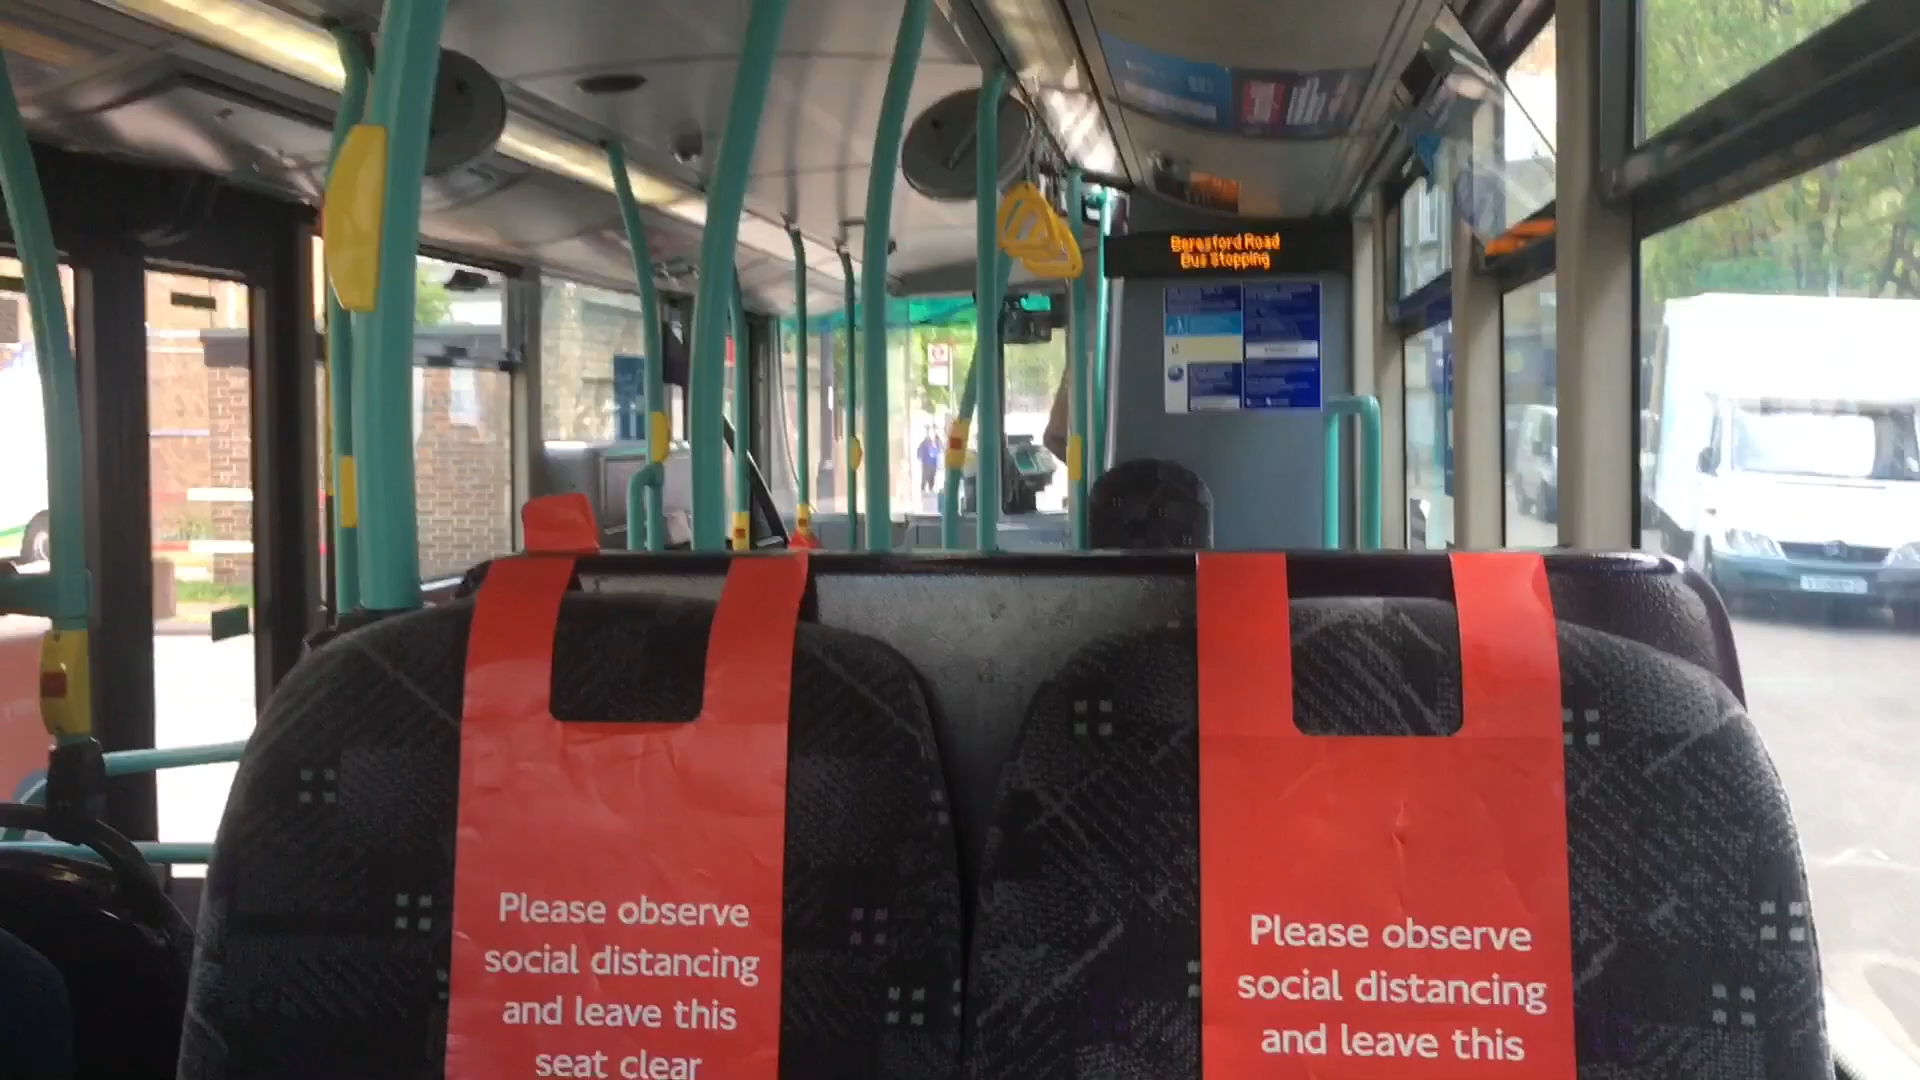 Beresford Road
Bus Stopping
Please observe
social distancing
and leave this
seat clear
Please observe
social distancing
and leave this